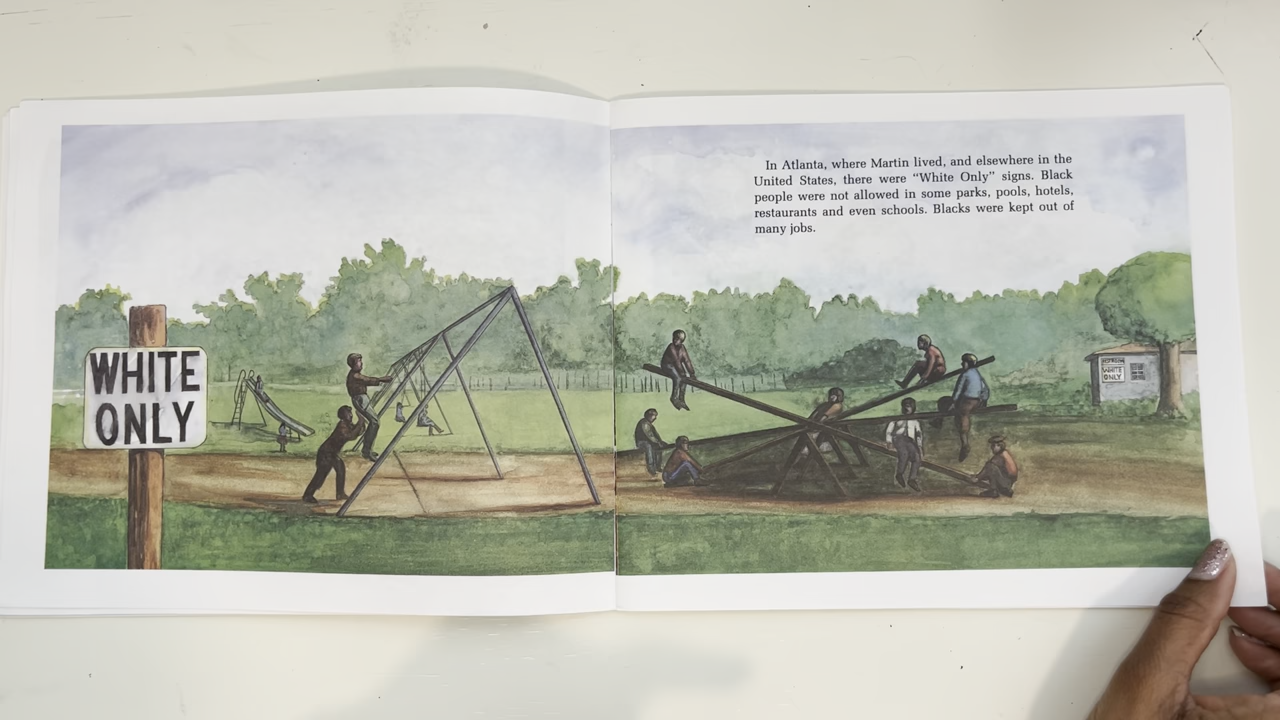 WHITE
ONLY
In Atlanta, where Martin lived, and elsewhere in the
United States, there were “White Only” signs. Black
people were not allowed in some parks, pools, hotels,
restaurants and even schools. Blacks were kept out of
many jobs.
WHITE
ONLY